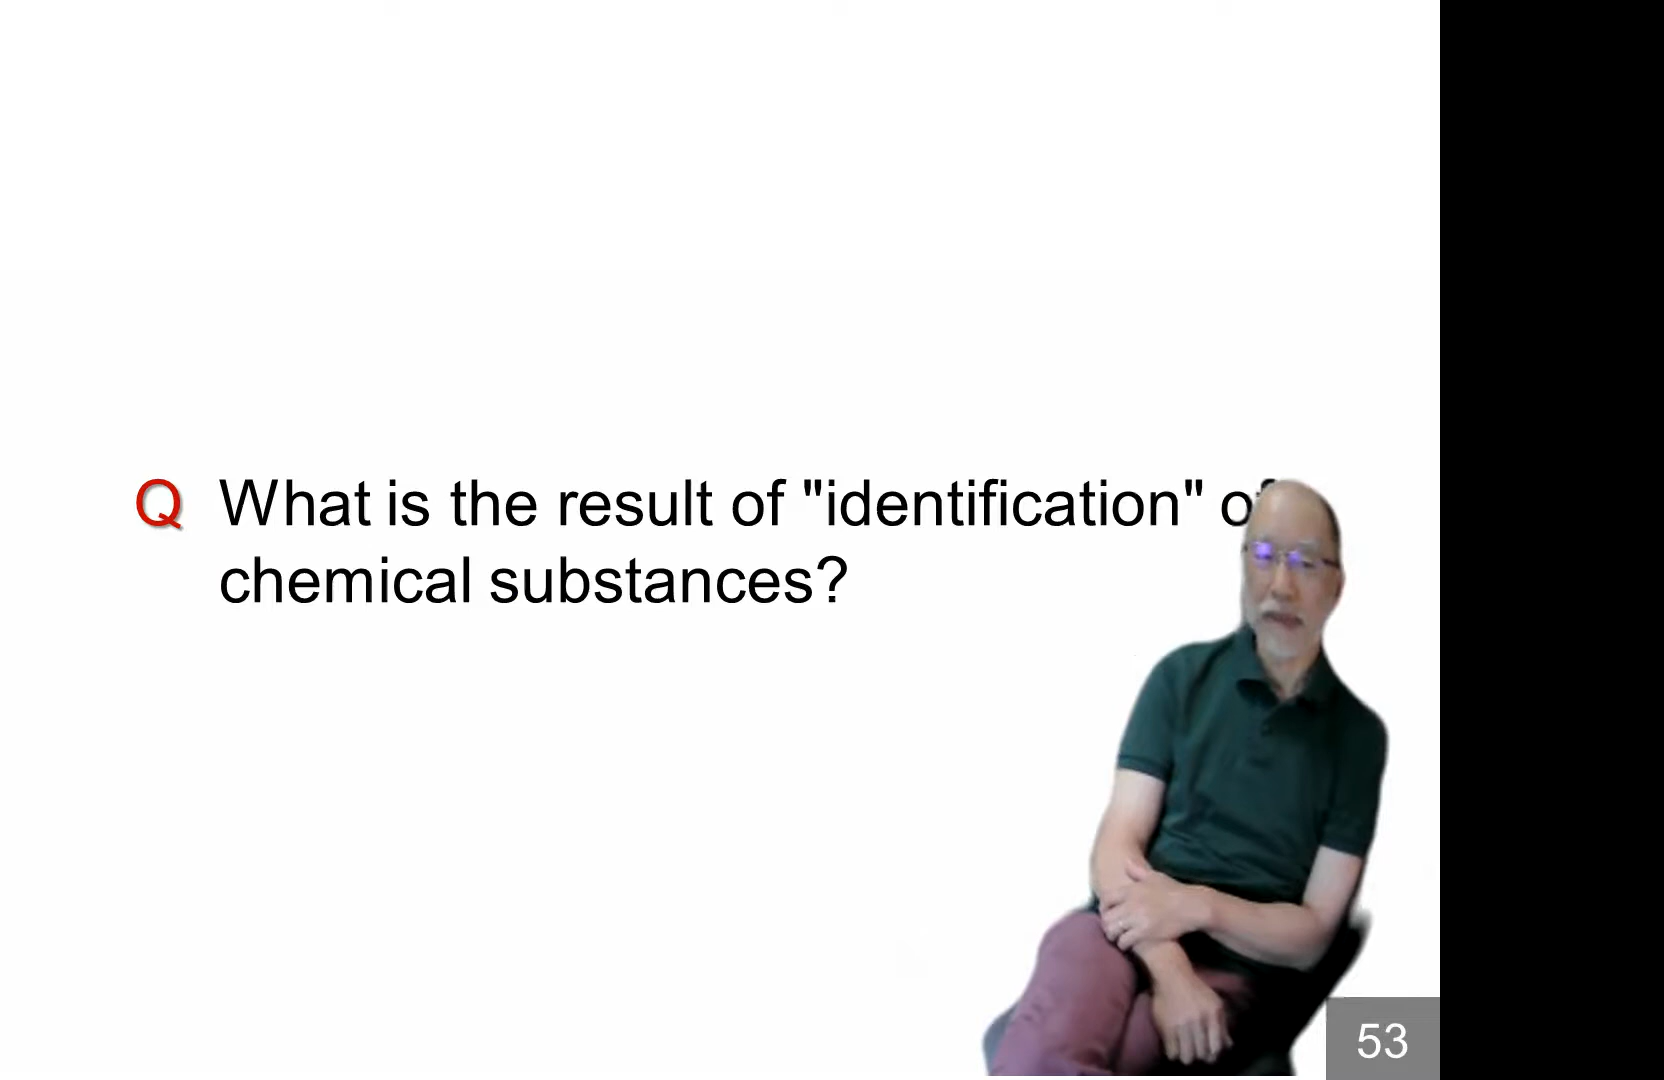 Q What is the result of "identification" of
chemical substances?
53